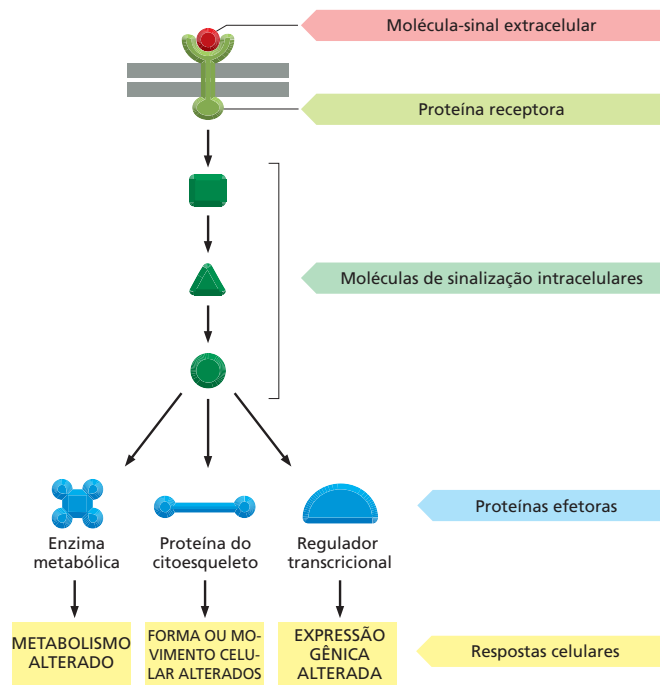 Molécula-sinal extracelular
Proteína receptora
Moléculas de sinalização intracelulares
Proteínas efetoras
Enzima
metabólica
Proteína do
citoesqueleto
Regulador
transcricional
METABOLISMO
ALTERADO
FORMA OU MO-
VIMENTO CELU-
LAR ALTERADOS
EXPRESSÃO
GÊNICA
ALTERADA
Respostas celulares